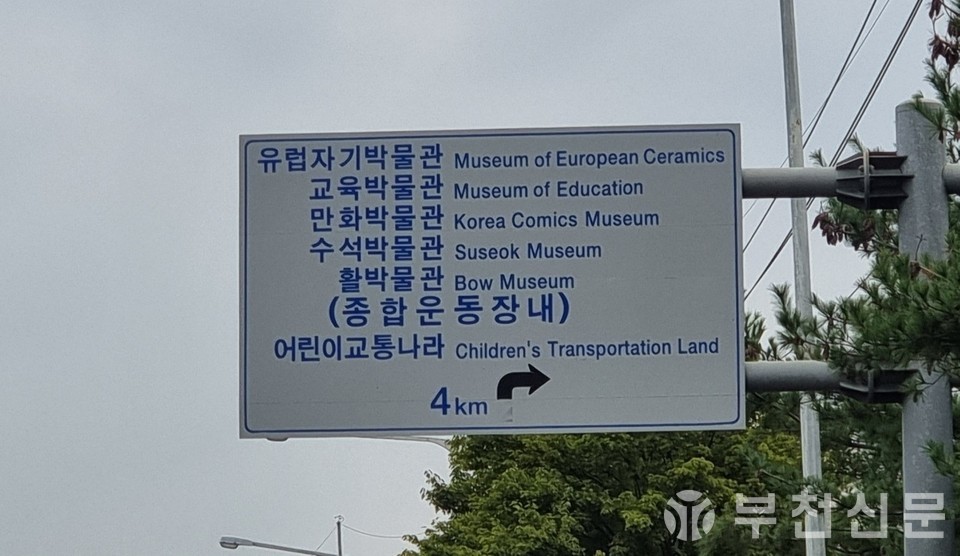 유럽자기박물관 Museum of European Ceramics
교육박물관 Museum of Education
만화박물관 Korea Comics Museum
수석박물관 Suseok Museum
활박물관 Bow Museum
(종합운동장내)
어린이교통나라 Children's Transportation Land
4km
부천신문